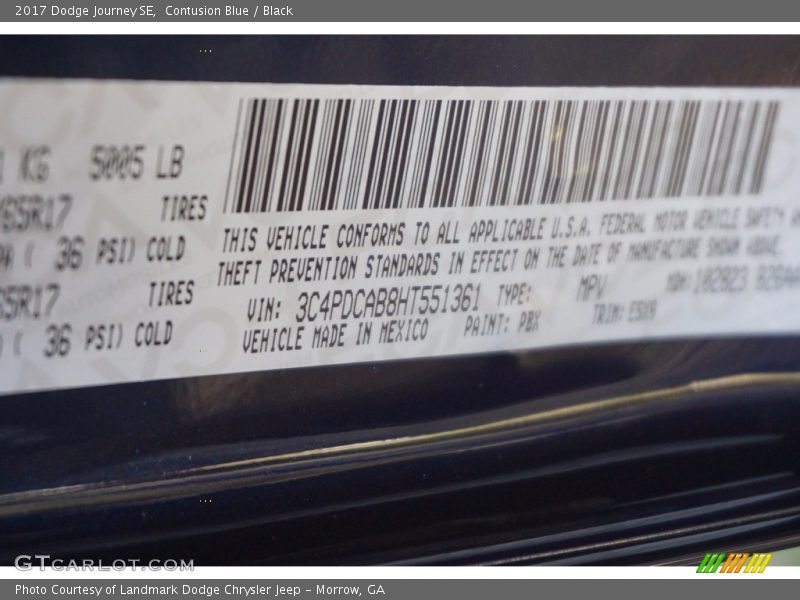 2017 Dodge Journey SE,  Contusion Blue / Black
KG 5005 LB
65R17 TIRES
( 36 PSI) COLD
65R17 TIRES
( 36 PSI) COLD
THIS VEHICLE CONFORMS TO ALL APPLICABLE U.S.A. FEDERAL MOTOR VEHICLE SAFETY
THEFT PREVENTION STANDARDS IN EFFECT ON THE DATE OF MANUFACTURE SHOWN ABOVE.
VIN: 3C4PDCAB8HT551361 TYPE: MPV
VEHICLE MADE IN MEXICO PAINT: PBX TRIM:
GTCARLOT.COM
Photo Courtesy of Landmark Dodge Chrysler Jeep – Morrow, GA